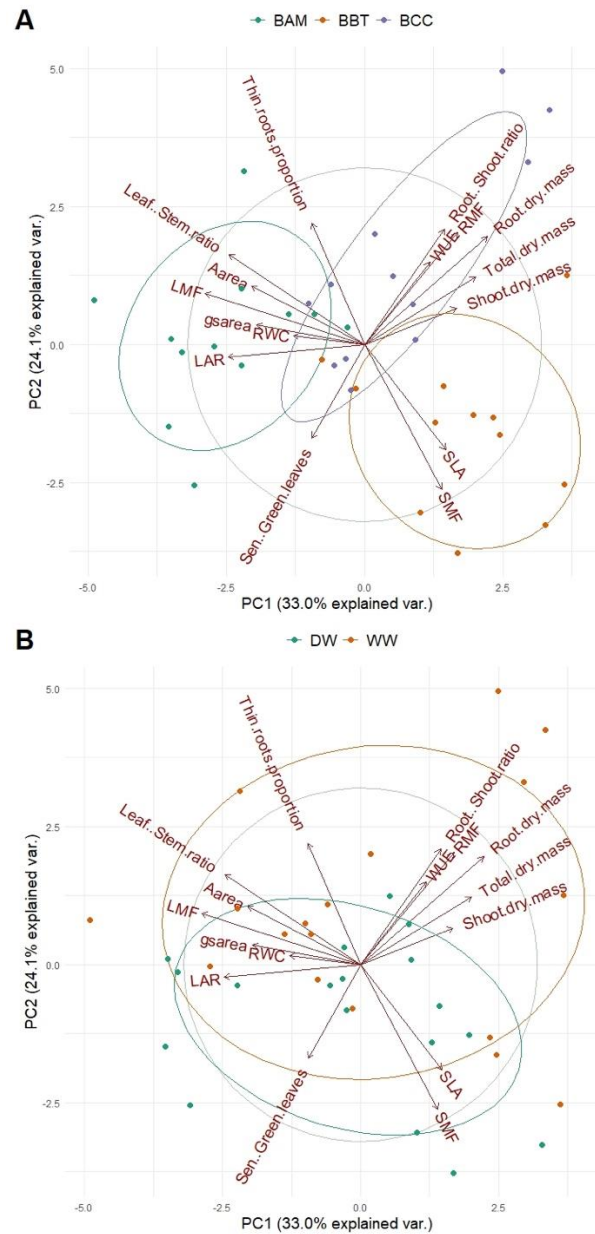 A
BAM BBT BCC
5.0
2.5
0.0
-2.5
PC2 (24.1% explained var.)
Thin.roots.proportion
Leaf..Stem.ratio
Aarea
LMF
gsarea
RWC
LAR
Sen..Green.leaves
Root..Shoot.ratio
WUE
RMF
Root.dry.mass
Total.dry.mass
Shoot.dry.mass
SLA
SMF
-5.0 -2.5 0.0 2.5
PC1 (33.0% explained var.)
B
DW WW
5.0
2.5
0.0
-2.5
PC2 (24.1% explained var.)
Thin.roots.proportion
Leaf..Stem.ratio
Aarea
LMF
gsarea
RWC
LAR
Sen..Green.leaves
Root..Shoot.ratio
WUE
RMF
Root.dry.mass
Total.dry.mass
Shoot.dry.mass
SLA
SMF
-5.0 -2.5 0.0 2.5
PC1 (33.0% explained var.)